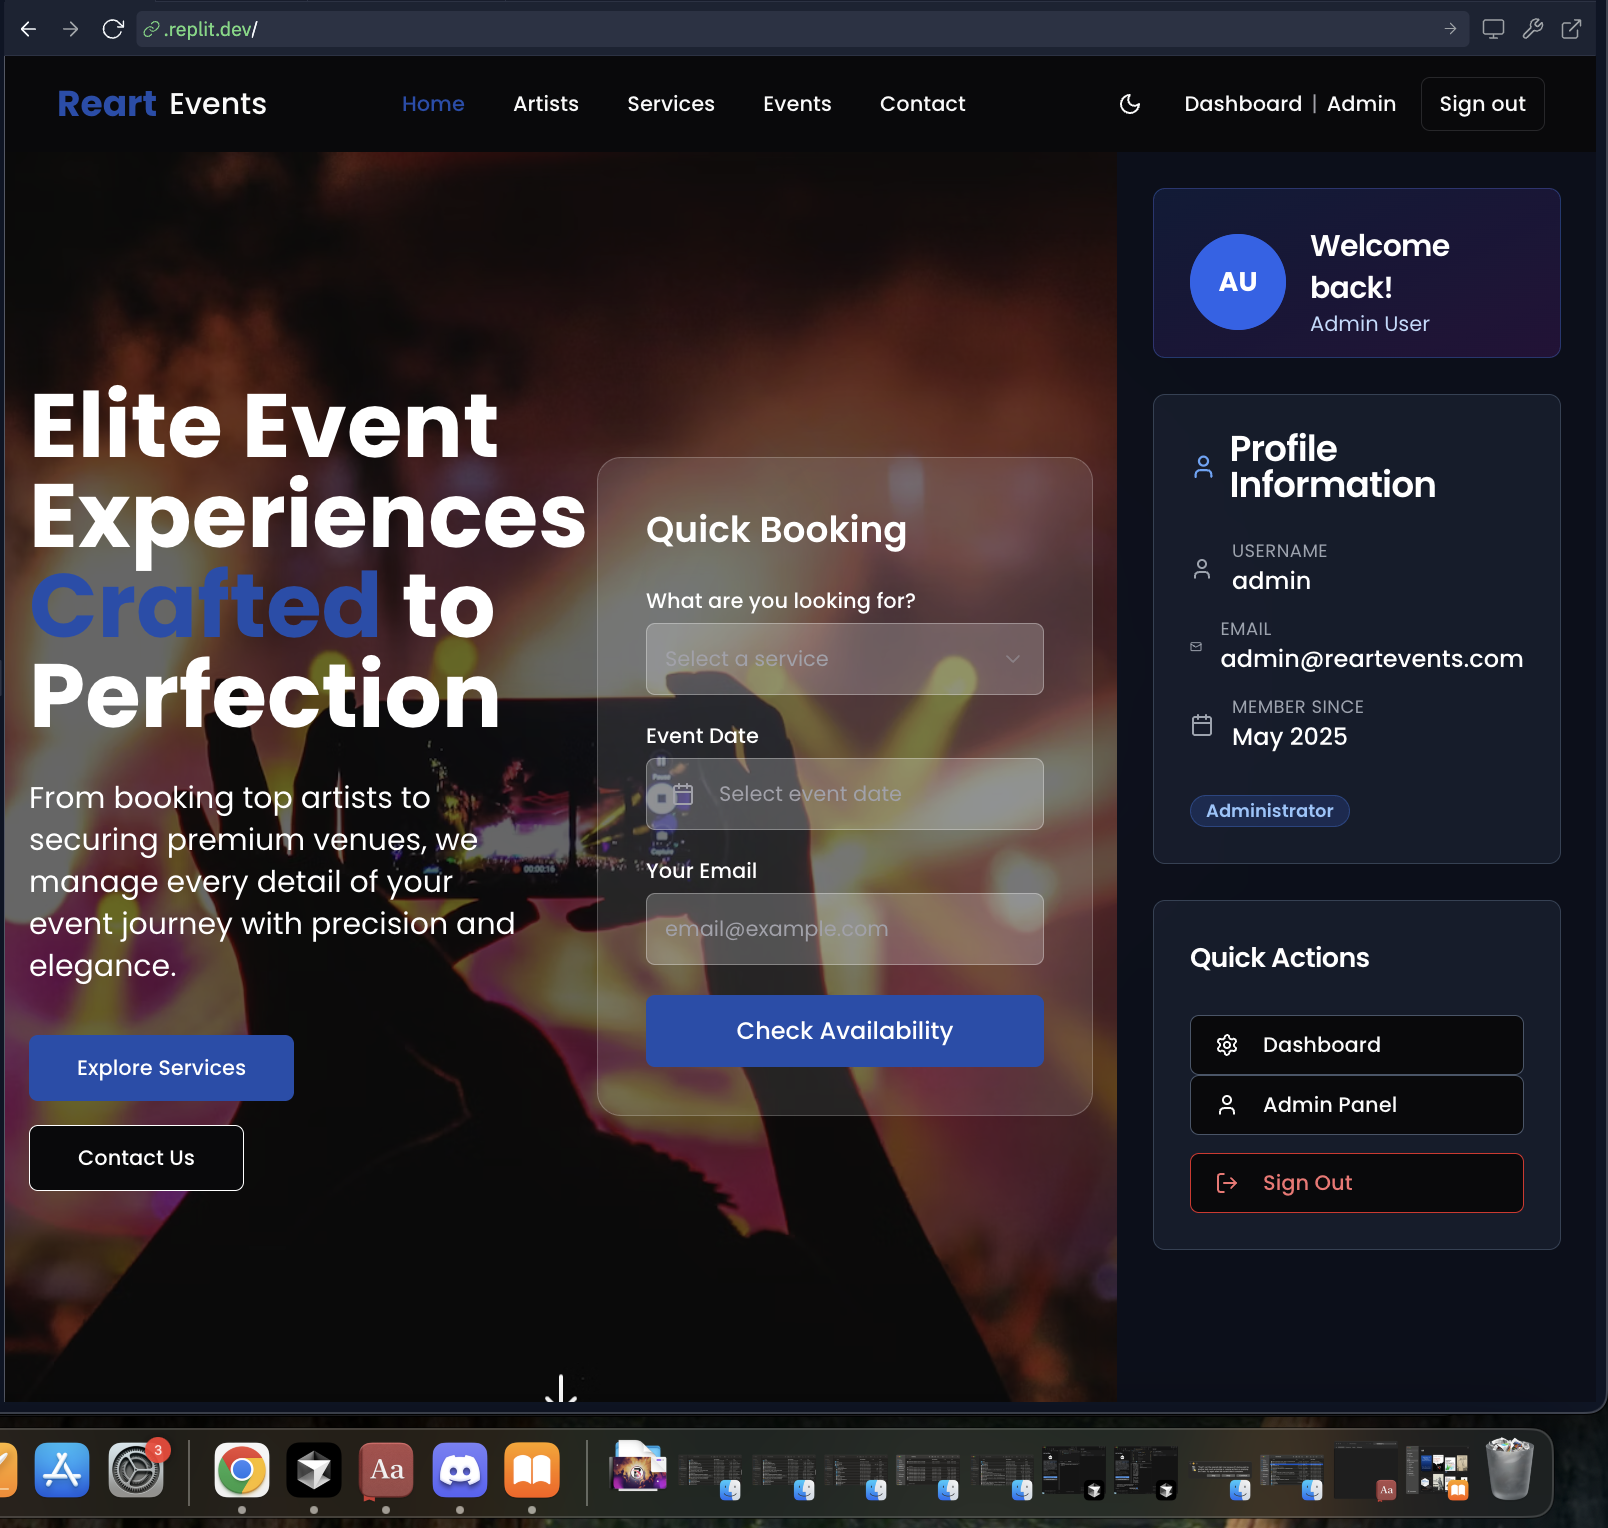 .replit.dev/
Reart Events
Home
Artists
Services
Events
Contact
Dashboard | Admin
Sign out
Elite Event
Experiences
Crafted to
Perfection
From booking top artists to
securing premium venues, we
manage every detail of your
event journey with precision and
elegance.
Explore Services
Contact Us
Quick Booking
What are you looking for?
Select a service
Event Date
Select event date
Your Email
email@example.com
Check Availability
00:00:16
AU
Welcome
back!
Admin User
Profile
Information
USERNAME
admin
EMAIL
admin@reartevents.com
MEMBER SINCE
May 2025
Administrator
Quick Actions
Dashboard
Admin Panel
Sign Out
3
Aa
Aa